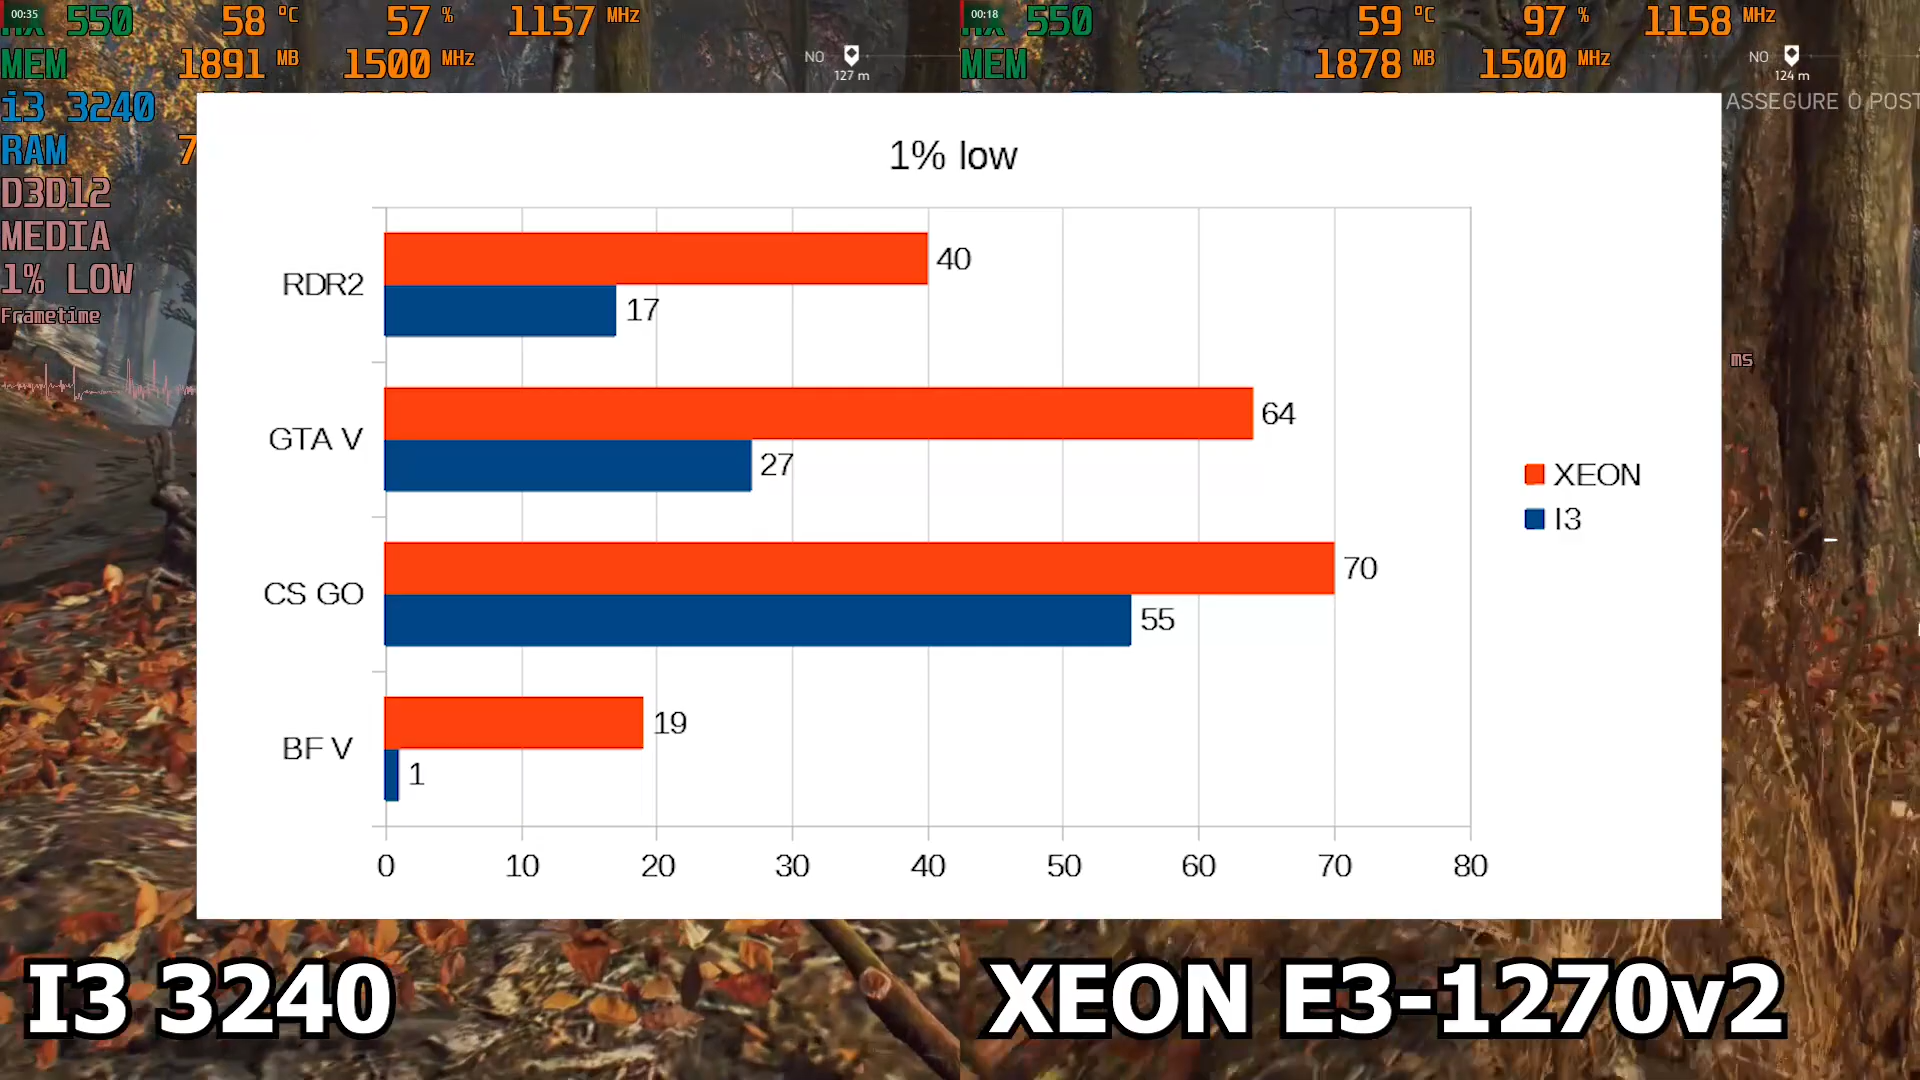 00:35
RX 550 58 °C 57 % 1157 MHz
MEM 1891 MB 1500 MHz
NO
127 m
i3 3240
RAM 7
D3D12
MEDIA
1% LOW
Frametime
00:18
RX 550 59 °C 97 % 1158 MHz
MEM 1878 MB 1500 MHz
NO
124 m
ASSEGURE O POST
ms
1% low
RDR2
40
17
GTA V
64
27
CS GO
70
55
BF V
19
1
0 10 20 30 40 50 60 70 80
XEON
I3
I3 3240
XEON E3-1270v2